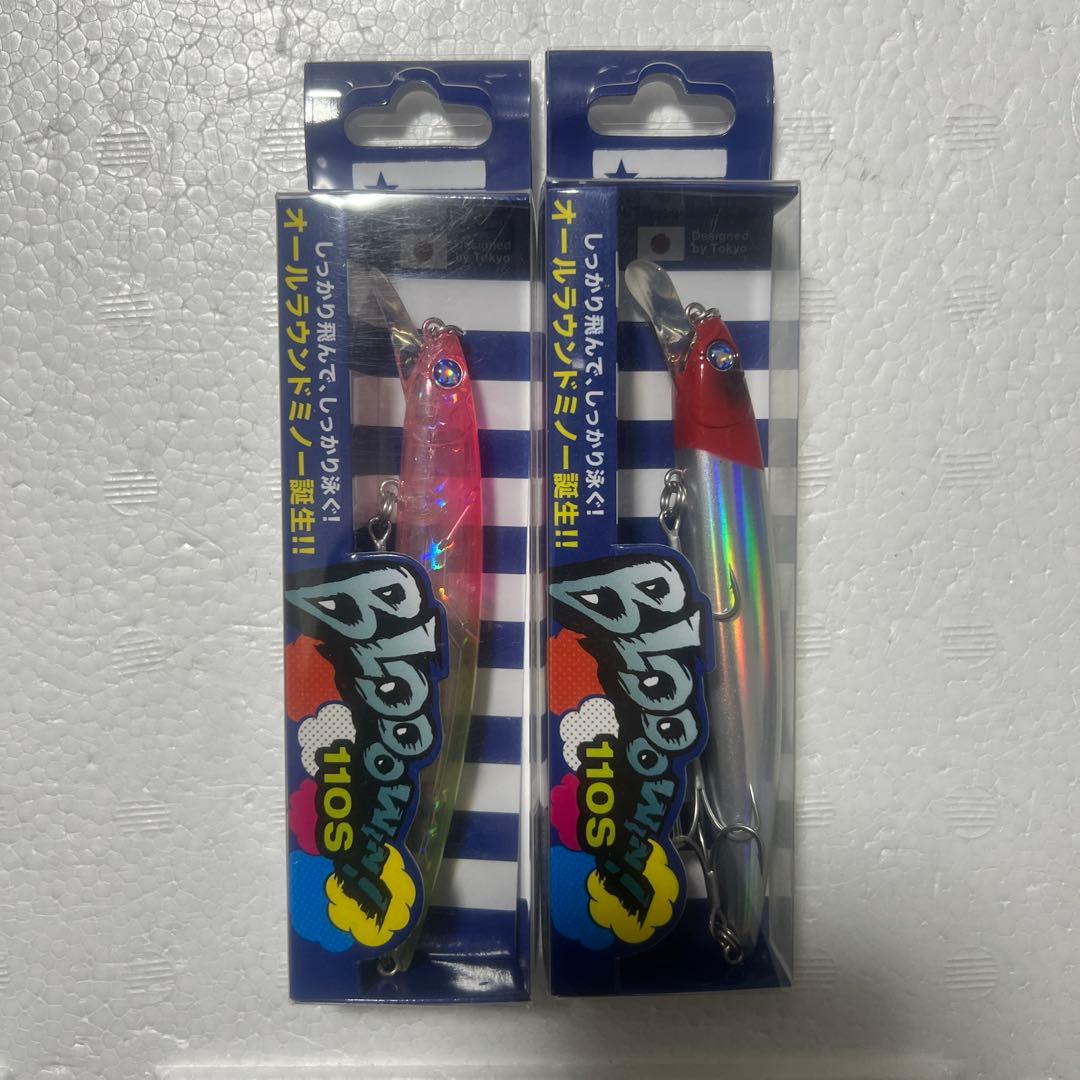 Designed
by Tokyo
しっかり飛んで、しっかり泳ぐ!
オールラウンドミノー誕生!!
BLOOOWIN!
110S
Designed
by Tokyo
しっかり飛んで、しっかり泳ぐ!
オールラウンドミノー誕生!!
BLOOOWIN!
110S